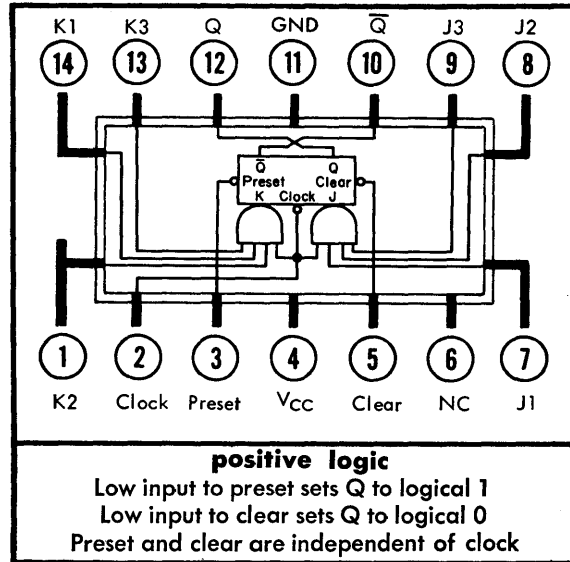 K1 K3 Q GND Q̅ J3 J2
14 13 12 11 10 9 8
Q̅ Q
Preset Clear
K Clock J
1 2 3 4 5 6 7
K2 Clock Preset VCC Clear NC J1
positive logic
Low input to preset sets Q to logical 1
Low input to clear sets Q to logical 0
Preset and clear are independent of clock